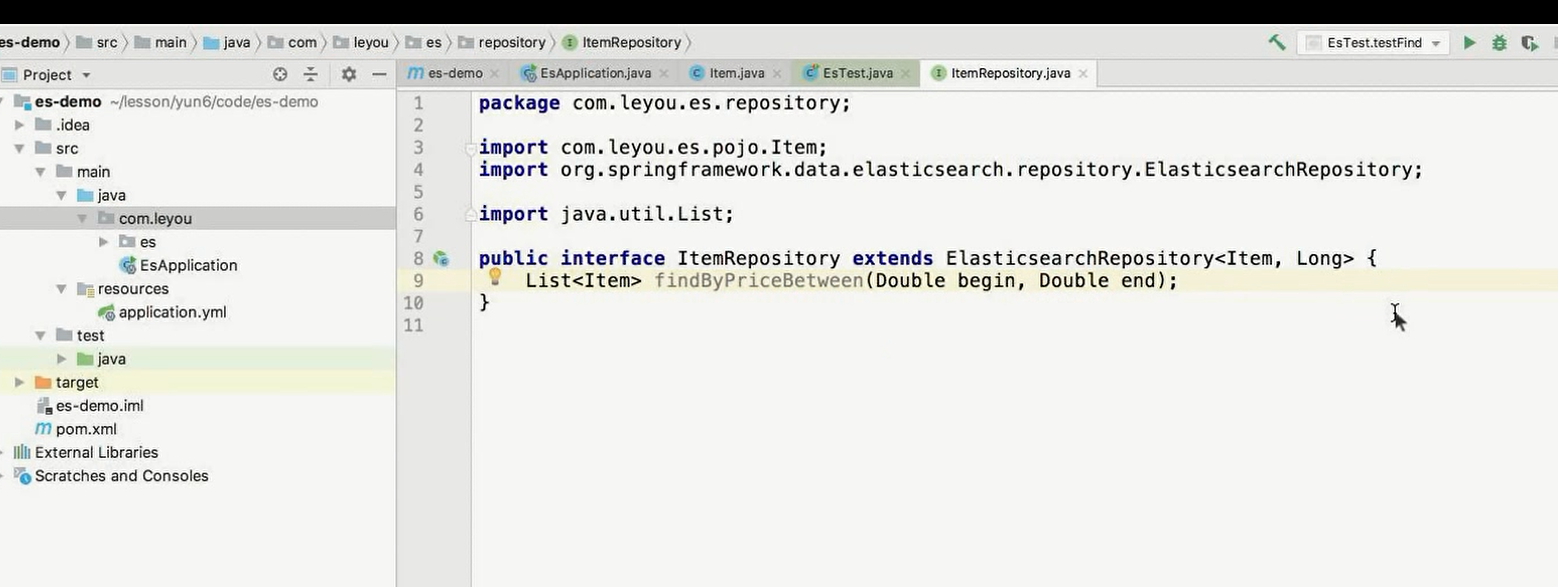 es-demo src main java com leyou es repository ItemRepository EsTest.testFind
Project es-demo EsApplication.java Item.java EsTest.java ItemRepository.java
es-demo ~/lesson/yun6/code/es-demo
.idea
src
main
java
com.leyou
es
EsApplication
resources
application.yml
test
java
target
es-demo.iml
pom.xml
External Libraries
Scratches and Consoles
1 package com.leyou.es.repository;
2
3 import com.leyou.es.pojo.Item;
4 import org.springframework.data.elasticsearch.repository.ElasticsearchRepository;
5
6 import java.util.List;
7
8 public interface ItemRepository extends ElasticsearchRepository<Item, Long> {
9 List<Item> findByPriceBetween(Double begin, Double end);
10 }
11